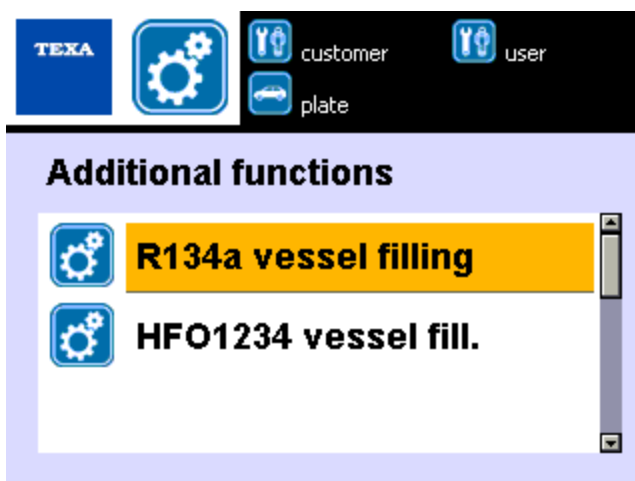 TEXA
customer
user
plate
Additional functions
R134a vessel filling
HFO1234 vessel fill.